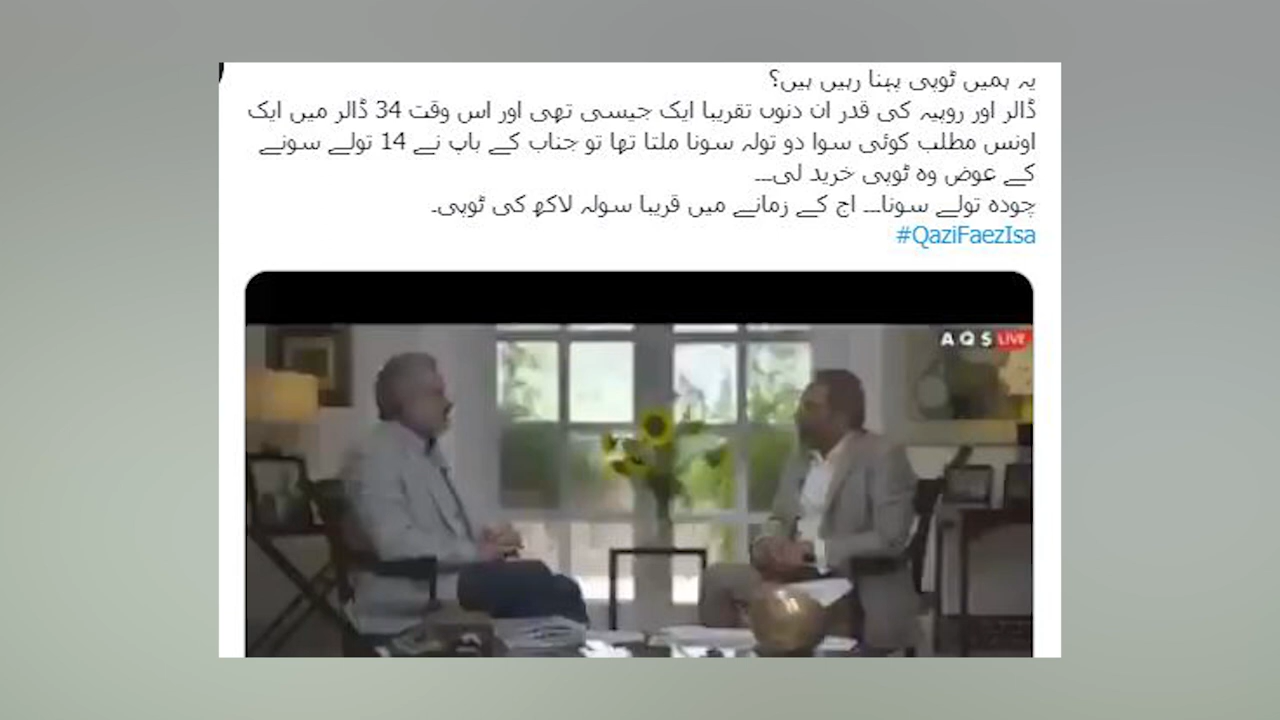 یہ ہمیں ٹوپی پہنا رہیں ہیں؟
ڈالر اور روپیہ کی قدر ان دنوں تقریبا ایک جیسی تھی اور اس وقت 34 ڈالر میں ایک
اونس مطلب کوئی سوا دو تولہ سونا ملتا تھا تو جناب کے باپ نے 14 تولے سونے
کے عوض وہ ٹوپی خرید لی۔۔۔
چودہ تولے سونا۔۔۔ اج کے زمانے میں قریبا سولہ لاکھ کی ٹوپی۔
#QaziFaezIsa
AQS LIVE